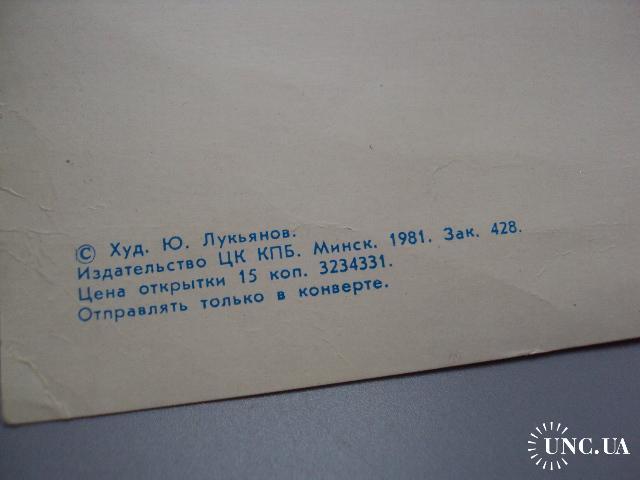 © Худ. Ю. Лукьянов.
Издательство ЦК КПБ. Минск. 1981. Зак. 428.
Цена открытки 15 коп. 3234331.
Отправлять только в конверте.
UNC.UA